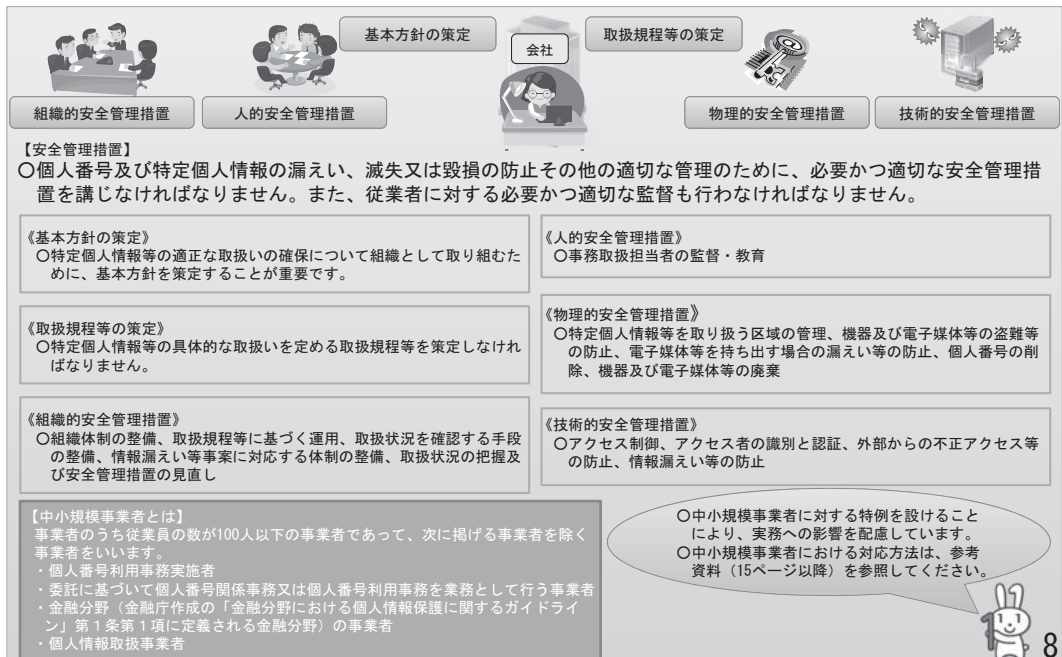 基本方針の策定
会社
取扱規程等の策定
組織的安全管理措置
人的安全管理措置
物理的安全管理措置
技術的安全管理措置
【安全管理措置】
○個人番号及び特定個人情報の漏えい、滅失又は毀損の防止その他の適切な管理のために、必要かつ適切な安全管理措
置を講じなければなりません。また、従業者に対する必要かつ適切な監督も行わなければなりません。
《基本方針の策定》
○特定個人情報等の適正な取扱いの確保について組織として取り組むた
めに、基本方針を策定することが重要です。
《取扱規程等の策定》
○特定個人情報等の具体的な取扱いを定める取扱規程等を策定しなけれ
ばなりません。
《組織的安全管理措置》
○組織体制の整備、取扱規程等に基づく運用、取扱状況を確認する手段
の整備、情報漏えい等事案に対応する体制の整備、取扱状況の把握及
び安全管理措置の見直し
《人的安全管理措置》
○事務取扱担当者の監督・教育
《物理的安全管理措置》
○特定個人情報等を取り扱う区域の管理、機器及び電子媒体等の盗難等
の防止、電子媒体等を持ち出す場合の漏えい等の防止、個人番号の削
除、機器及び電子媒体等の廃棄
《技術的安全管理措置》
○アクセス制御、アクセス者の識別と認証、外部からの不正アクセス等
の防止、情報漏えい等の防止
【中小規模事業者とは】
事業者のうち従業員の数が100人以下の事業者であって、次に掲げる事業者を除く
事業者をいいます。
・個人番号利用事務実施者
・委託に基づいて個人番号関係事務又は個人番号利用事務を業務として行う事業者
・金融分野（金融庁作成の「金融分野における個人情報保護に関するガイドライ
ン」第１条第１項に定義される金融分野）の事業者
・個人情報取扱事業者
○中小規模事業者に対する特例を設けること
により、実務への影響を配慮しています。
○中小規模事業者における対応方法は、参考
資料（15ページ以降）を参照してください。
8